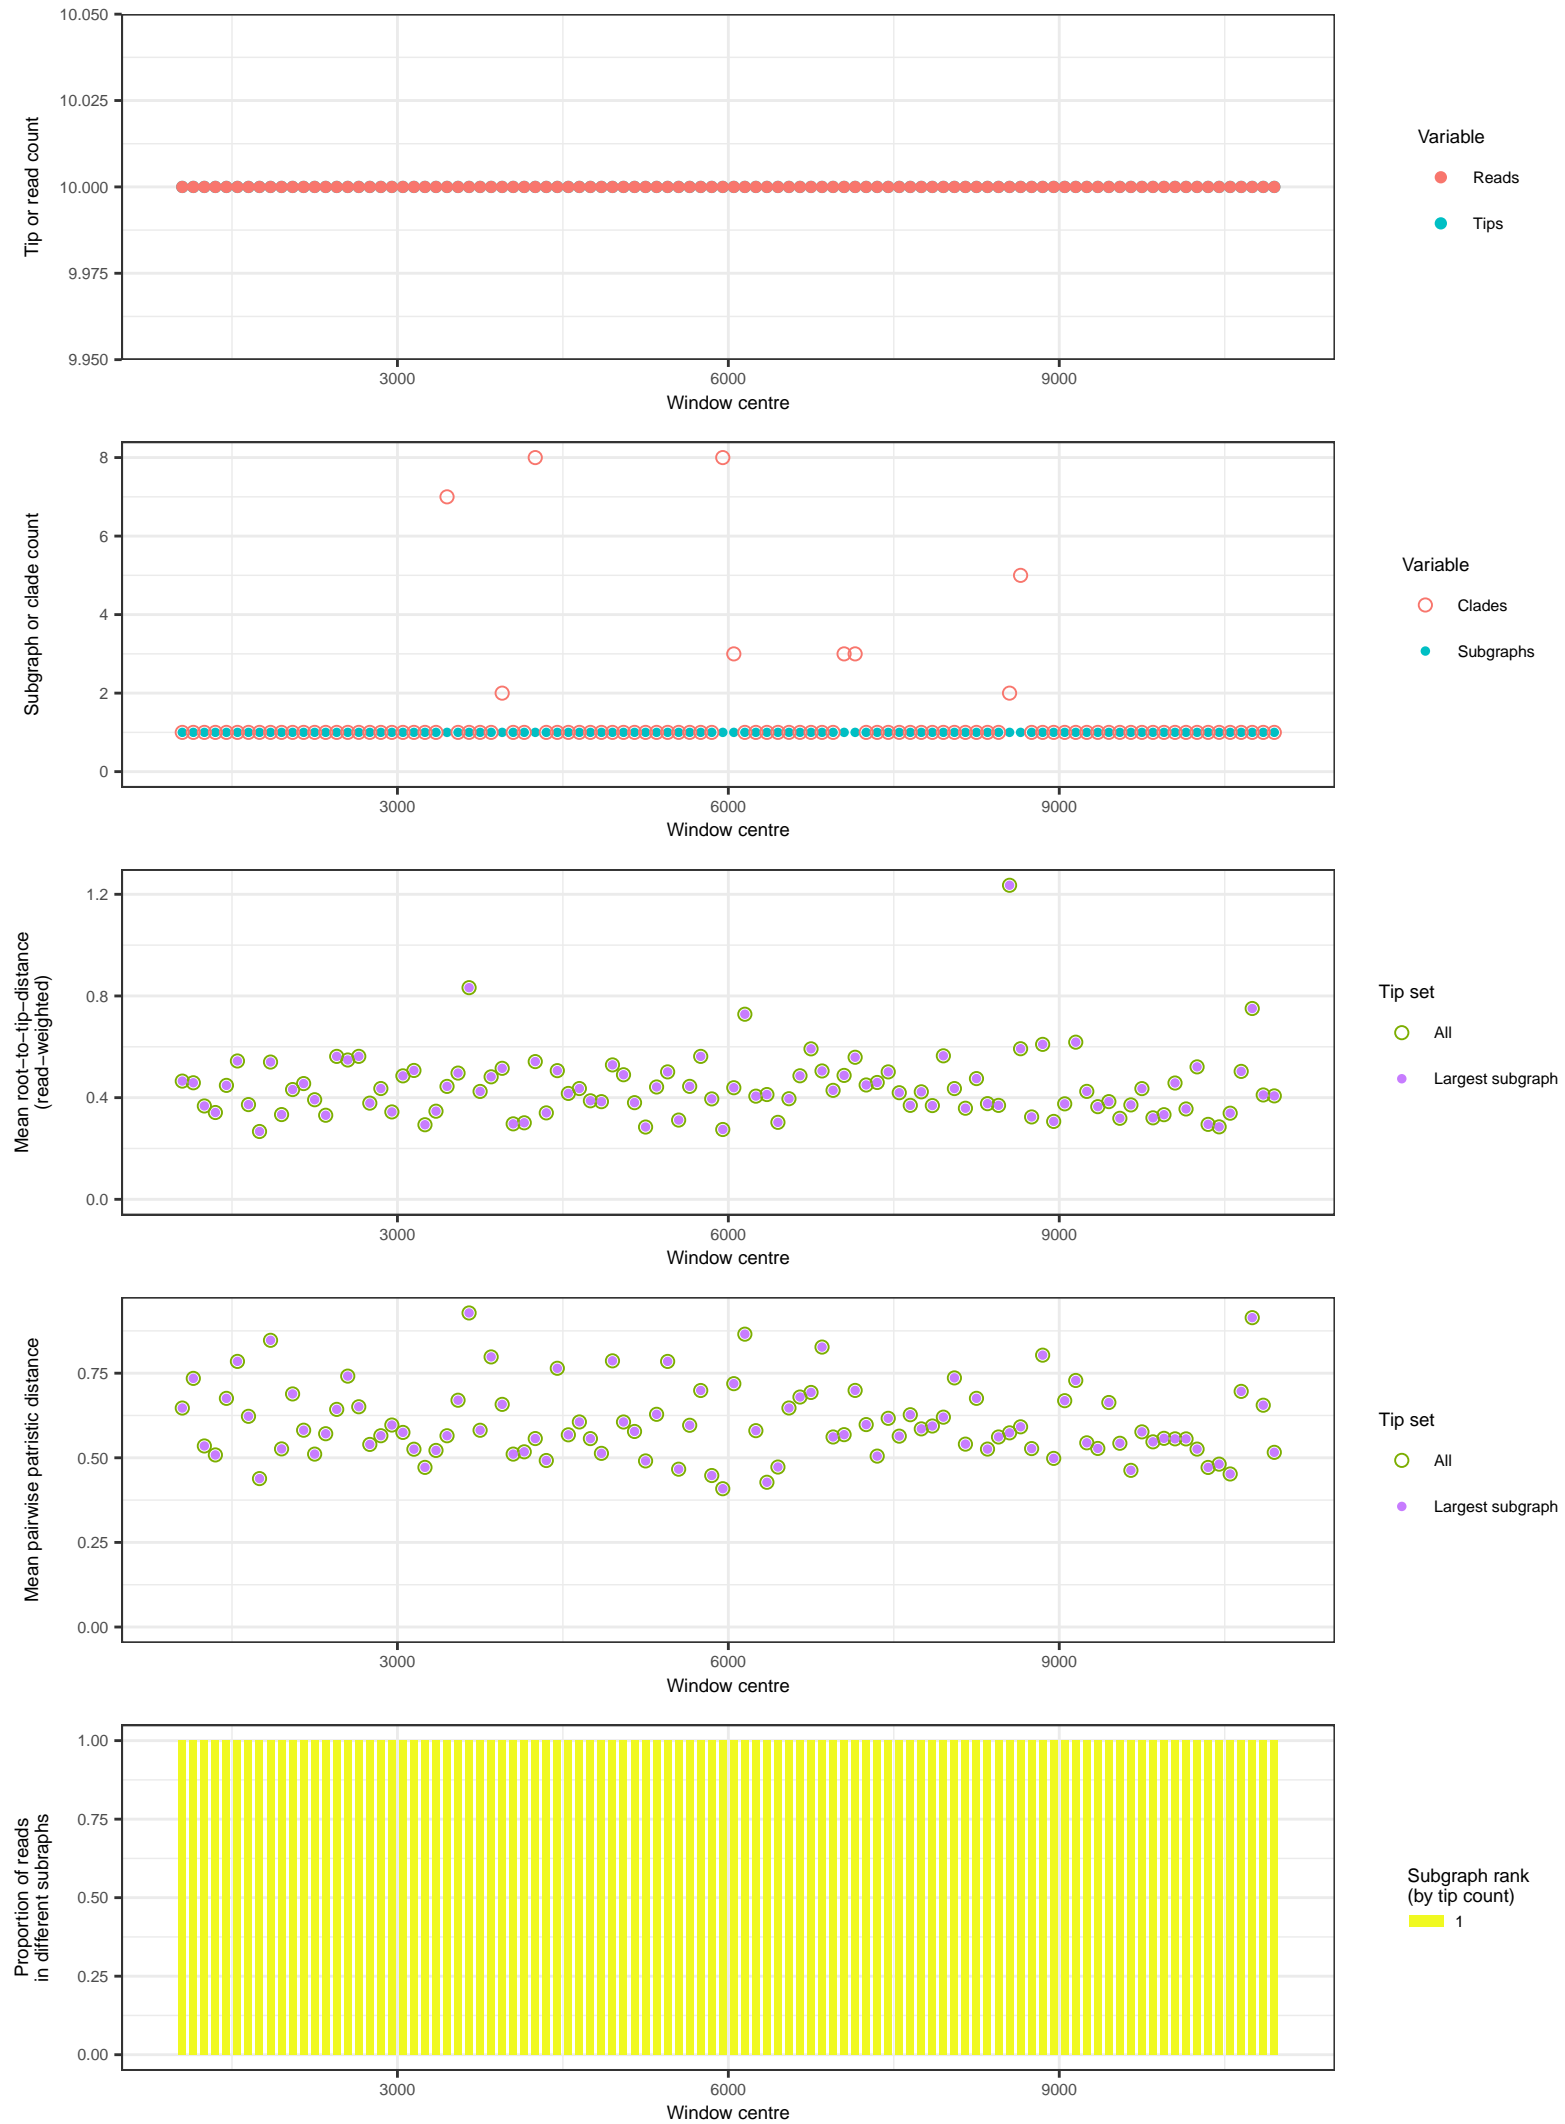 10.050
10.025
10.000
9.975
9.950
Tip or read count
3000 6000 9000
Window centre
Variable
Reads
Tips
8
6
4
2
0
Subgraph or clade count
3000 6000 9000
Window centre
Variable
Clades
Subgraphs
1.2
0.8
0.4
0.0
Mean root−to−tip−distance
(read−weighted)
3000 6000 9000
Window centre
Tip set
All
Largest subgraph
0.75
0.50
0.25
0.00
Mean pairwise patristic distance
3000 6000 9000
Window centre
Tip set
All
Largest subgraph
1.00
0.75
0.50
0.25
0.00
Proportion of reads
in different subraphs
3000 6000 9000
Window centre
Subgraph rank
(by tip count)
1